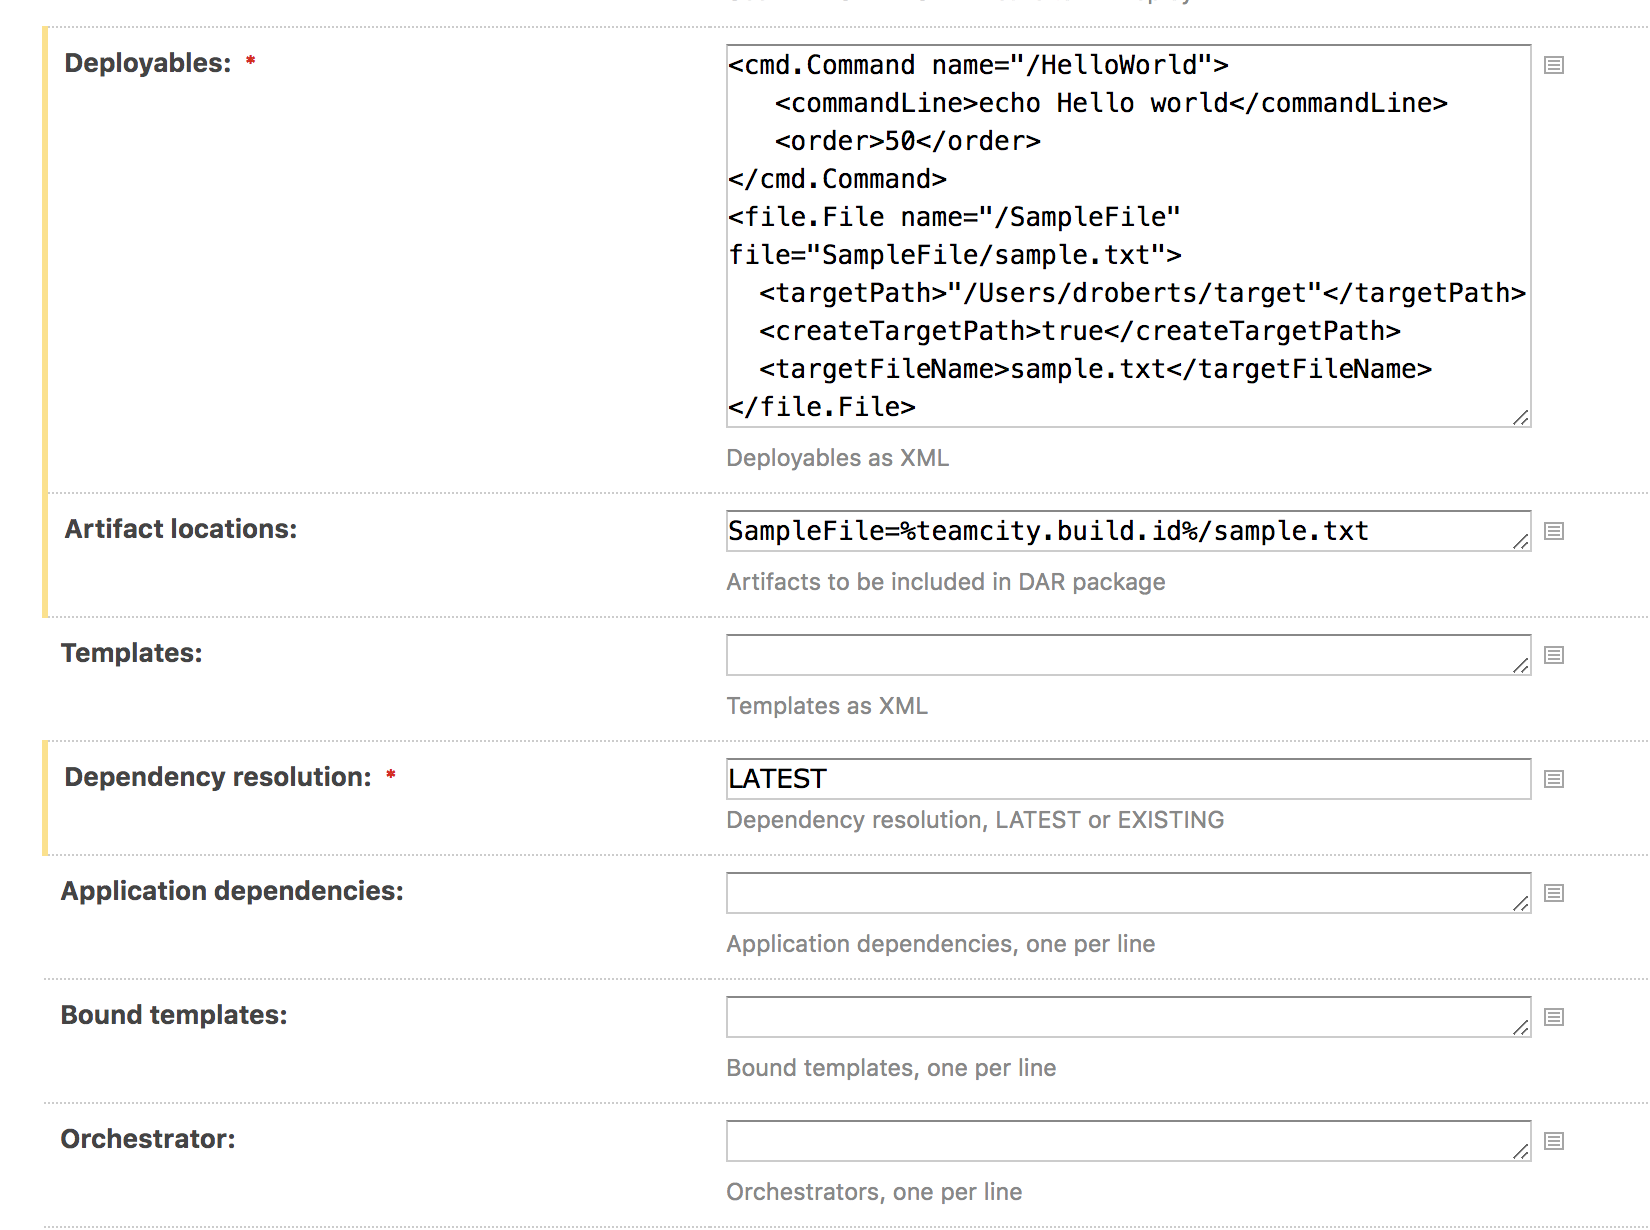 Deployables: *
<cmd.Command name="/HelloWorld">
<commandLine>echo Hello world</commandLine>
<order>50</order>
</cmd.Command>
<file.File name="/SampleFile"
file="SampleFile/sample.txt">
<targetPath>"/Users/droberts/target"</targetPath>
<createTargetPath>true</createTargetPath>
<targetFileName>sample.txt</targetFileName>
</file.File>
Deployables as XML
Artifact locations:
SampleFile=%teamcity.build.id%/sample.txt
Artifacts to be included in DAR package
Templates:
Templates as XML
Dependency resolution: *
LATEST
Dependency resolution, LATEST or EXISTING
Application dependencies:
Application dependencies, one per line
Bound templates:
Bound templates, one per line
Orchestrator:
Orchestrators, one per line